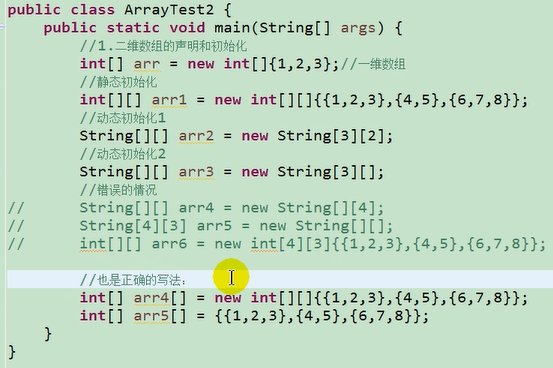 public class ArrayTest2 {
public static void main(String[] args) {
//1.二维数组的声明和初始化
int[] arr = new int[]{1,2,3};//一维数组
//静态初始化
int[][] arr1 = new int[][]{{1,2,3},{4,5},{6,7,8}};
//动态初始化1
String[][] arr2 = new String[3][2];
//动态初始化2
String[][] arr3 = new String[3][];
//错误的情况
// String[][] arr4 = new String[][4];
// String[4][3] arr5 = new String[][];
// int[][] arr6 = new int[4][3]{{1,2,3},{4,5},{6,7,8}};
//也是正确的写法：
int[] arr4[] = new int[][]{{1,2,3},{4,5},{6,7,8}};
int[] arr5[] = {{1,2,3},{4,5},{6,7,8}};
}
}